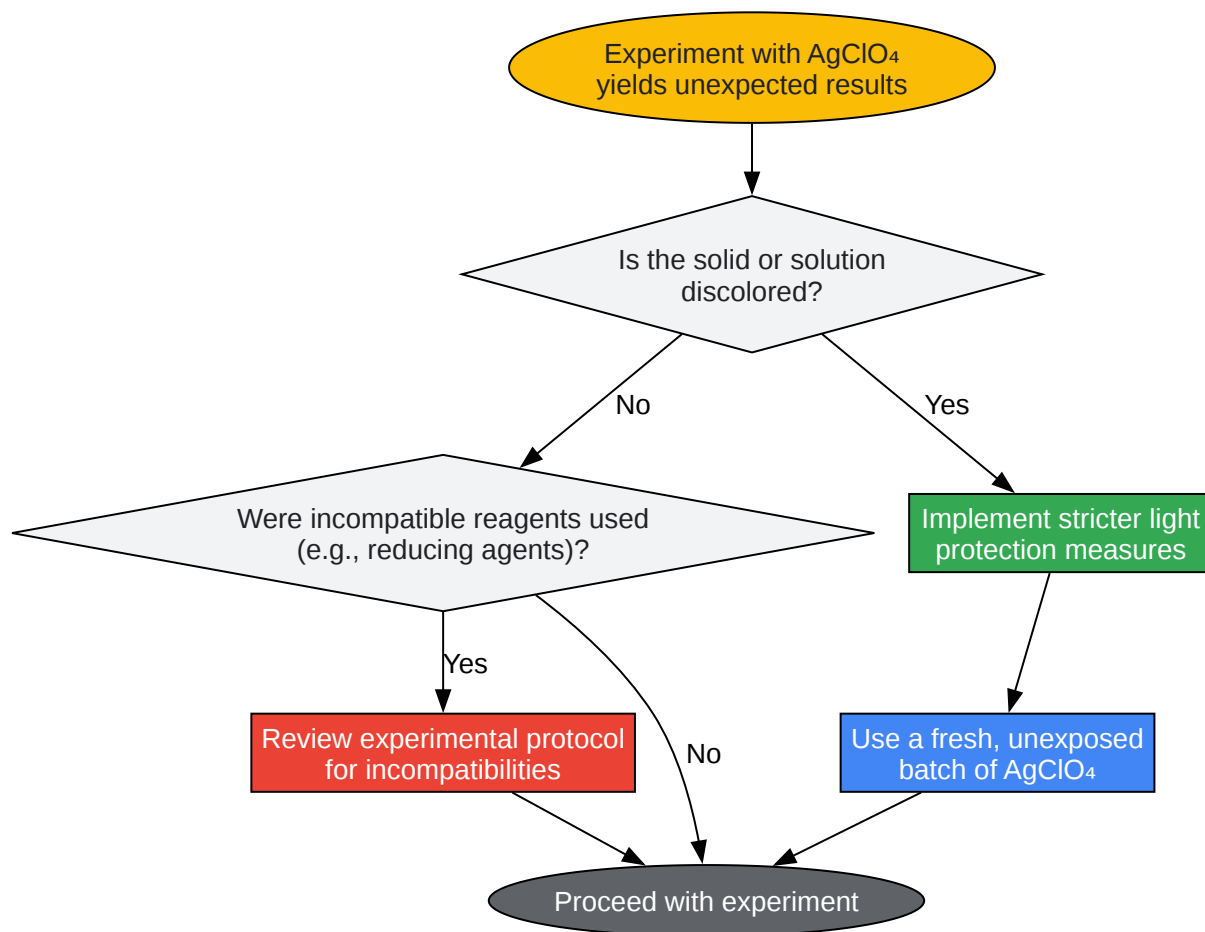 Experiment with AgClO₄
yields unexpected results
Is the solid or solution
discolored?
No
Yes
Were incompatible reagents used
(e.g., reducing agents)?
Implement stricter light
protection measures
Yes
No
Review experimental protocol
for incompatibilities
Use a fresh, unexposed
batch of AgClO₄
Proceed with experiment